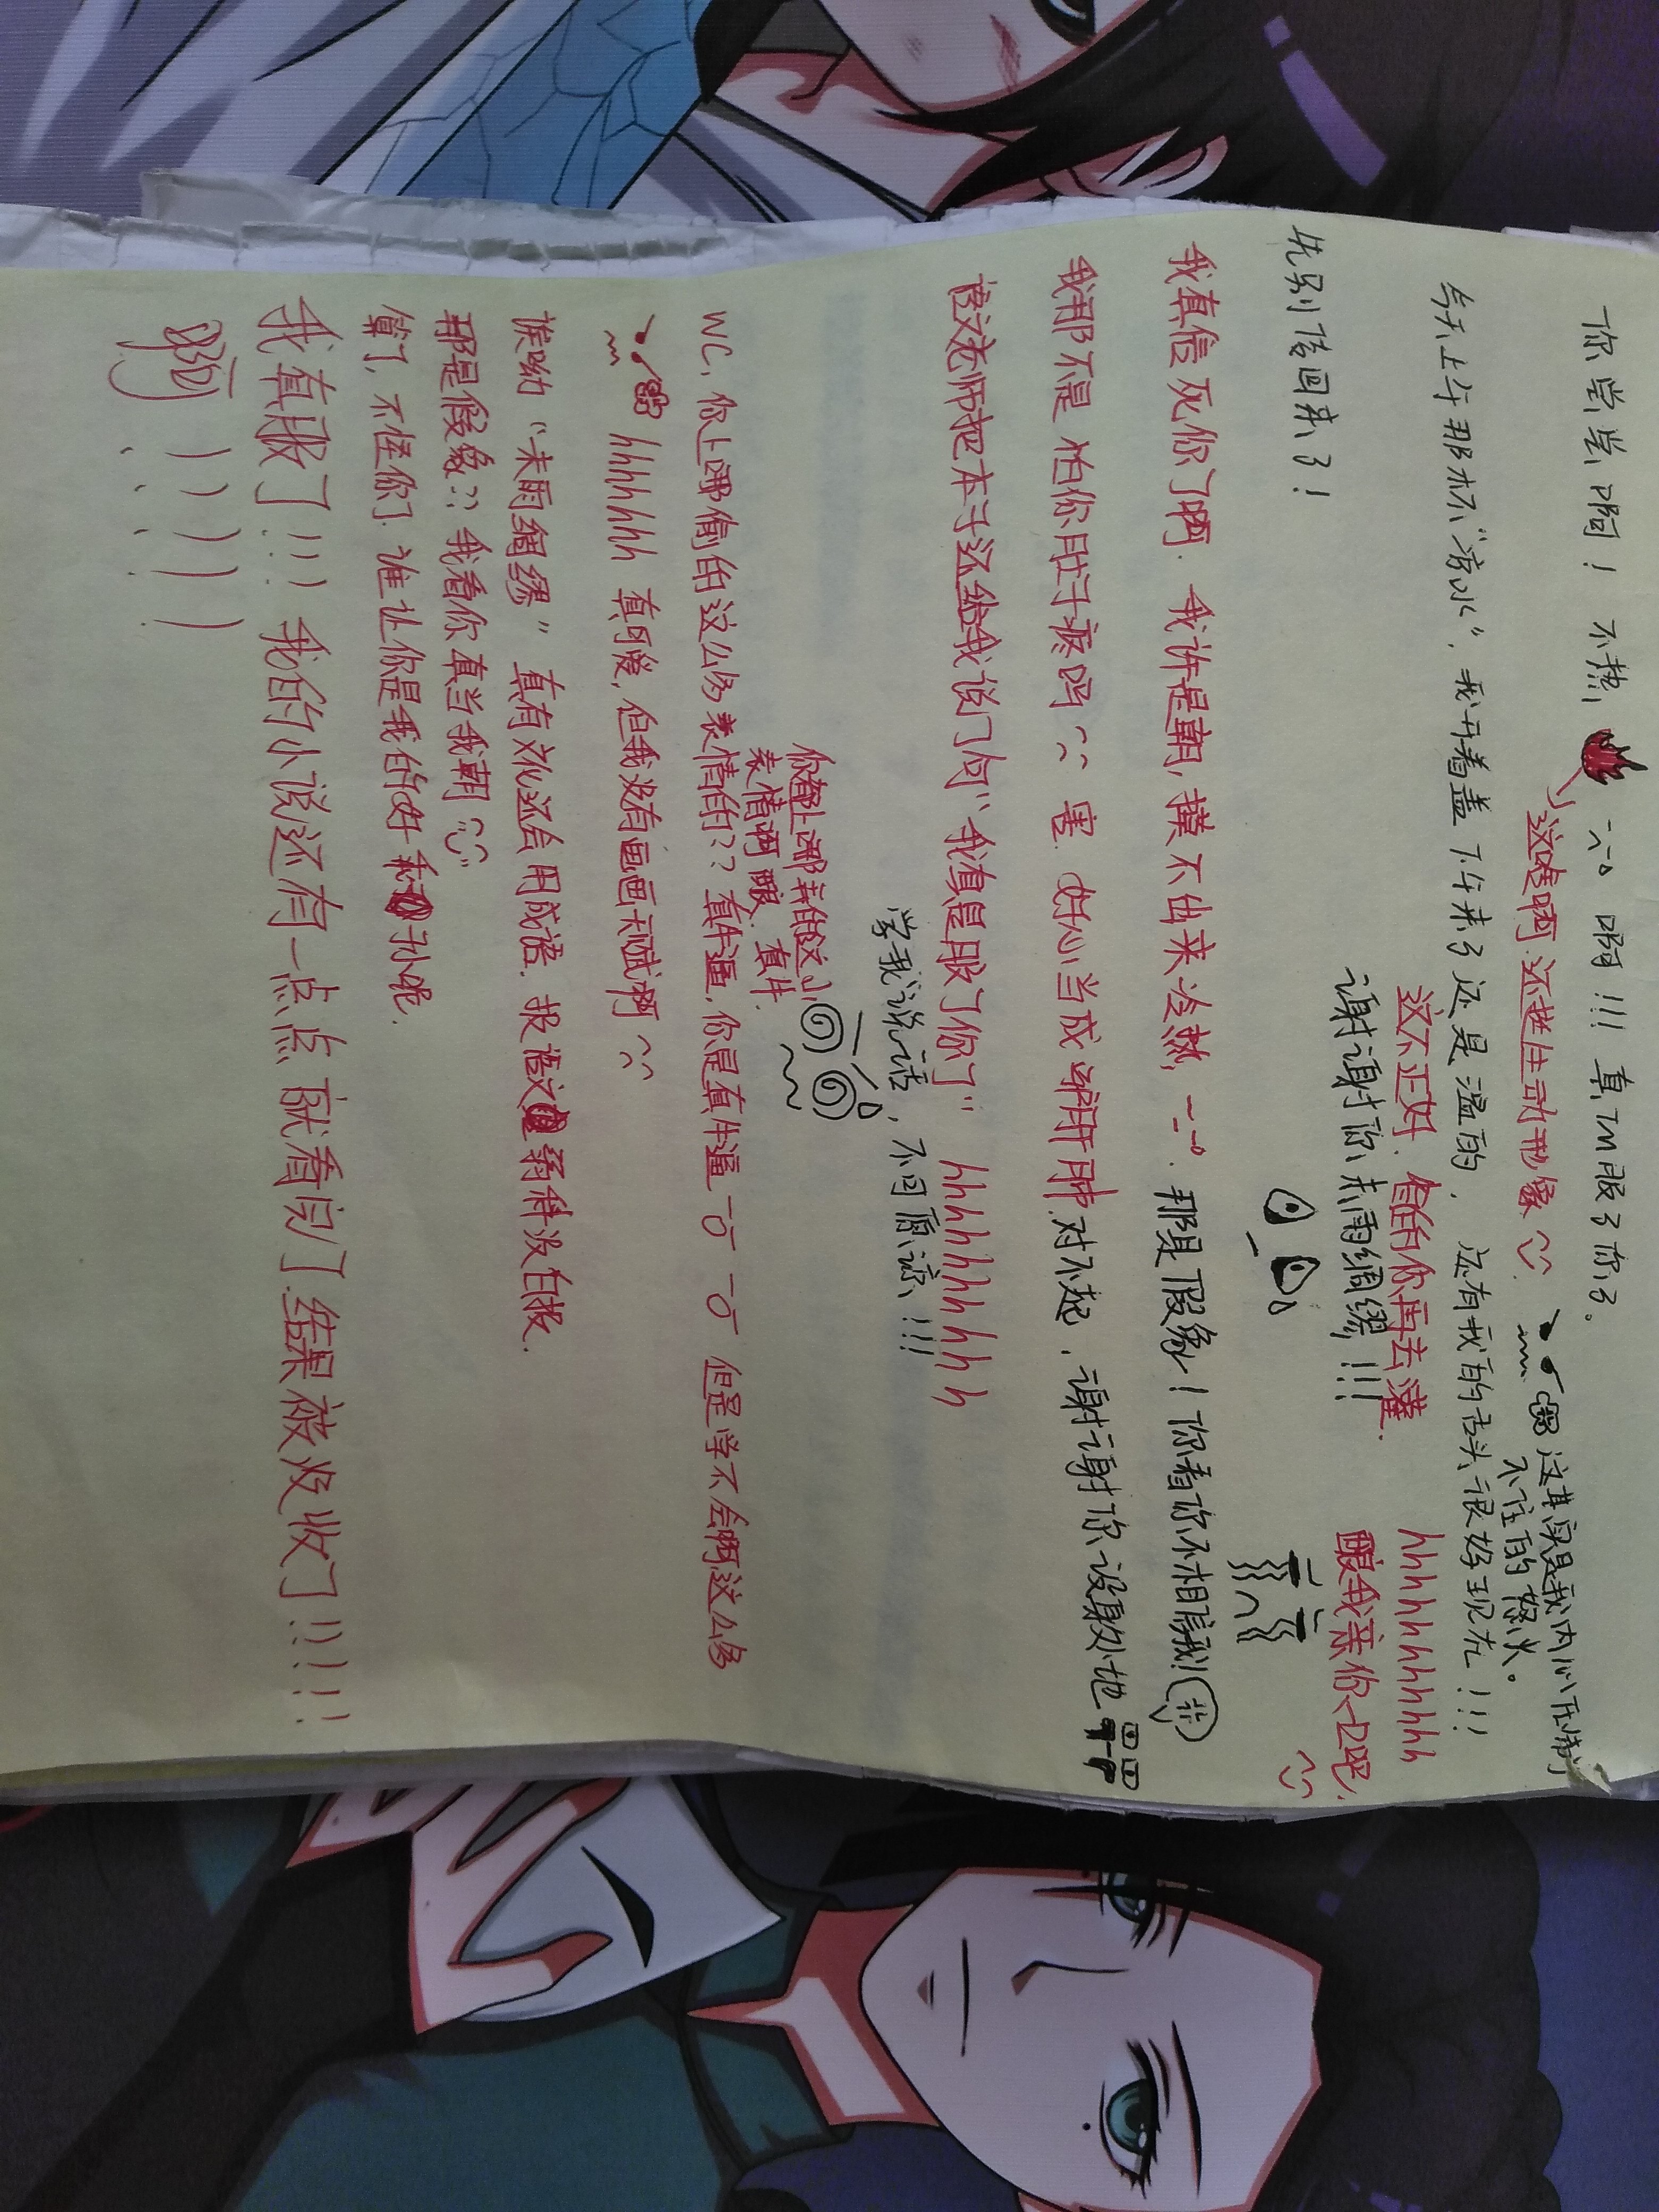 你尝尝啊！ 不热 啊!!! 真TM服了你了。
这啥啊.还挺生动形象
这其实是我内心压制
不住的怒火。
今天上午那杯“凉水”，我开着盖下午来了还是温的， 还有我的舌头很好现在!!!
这不正好. 省的你再去灌.
hhhhhhhhhhh
谢谢你未雨绸缪!!!
我亲你一口吧.
先别传回来了!
我真信死你了啊. 我许是朝,摸不出来冷热,
那是假象!你看你不相信我!
我那不是怕你肚子疼吗 害. 好心当成驴肝肺.
对不起，谢谢你设身处地
语文老师把本子还给我说了句“我真是服了你了” hhhhhhhhh
学我说话，不可原谅!!!
你都上哪弄的这小
表情啊 真牛.
WC, 你上哪偷的这么多表情的?? 真牛逼,你是真牛逼 但是学不会啊,这么多
hhhhhhh 真可爱,但我没有画画天赋啊
诶呦“未雨绸缪” 真有文化还会用成语. 报语文弱科没白报.
那是假象?? 我看你真当我朝
算了, 不怪你了. 谁让你是我的好 孙呢.
我真服了!!! 我的小说还有一点点就看完了.结果被没收了!!!!!
啊!!!!!